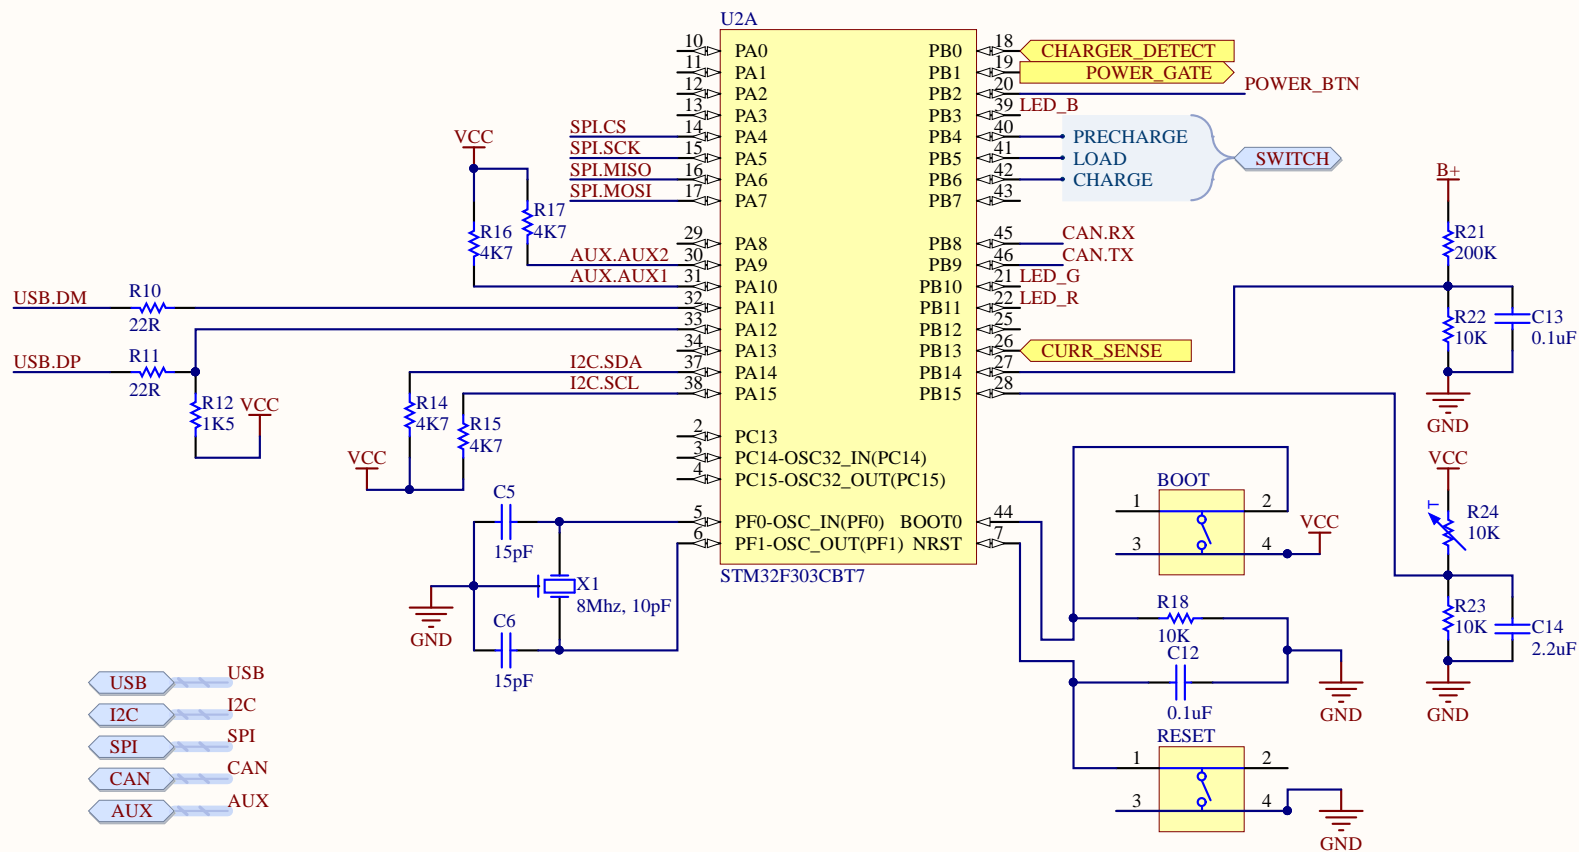 U2A
10 PA0 PB0 18 CHARGER_DETECT
11 PA1 PB1 19 POWER_GATE
12 PA2 PB2 20 POWER_BTN
13 PA3 PB3 39 LED_B
SPI.CS 14 PA4 PB4 40 PRECHARGE
SPI.SCK 15 PA5 PB5 41 LOAD SWITCH
SPI.MISO 16 PA6 PB6 42 CHARGE
SPI.MOSI 17 PA7 PB7 43
VCC
R17
4K7
R16
4K7
29 PA8 PB8 45 CAN.RX
AUX.AUX2 30 PA9 PB9 46 CAN.TX
AUX.AUX1 31 PA10 PB10 21 LED_G
USB.DM R10 22R 32 PA11 PB11 22 LED_R
33 PA12 PB12 25
34 PA13 PB13 26 CURR_SENSE
USB.DP R11 22R I2C.SDA 37 PA14 PB14 27
I2C.SCL 38 PA15 PB15 28
R12
1K5
VCC
R14
4K7
R15
4K7
VCC
B+
R21
200K
R22
10K
C13
0.1uF
GND
2 PC13
3 PC14-OSC32_IN(PC14)
4 PC15-OSC32_OUT(PC15)
5 PF0-OSC_IN(PF0) BOOT0 44
6 PF1-OSC_OUT(PF1) NRST 7
STM32F303CBT7
C5
15pF
X1
8Mhz, 10pF
GND
C6
15pF
BOOT
1 2
3 4
VCC
VCC
T
R24
10K
R23
10K
C14
2.2uF
GND
R18
10K
C12
0.1uF
GND
RESET
1 2
3 4
GND
USB USB
I2C I2C
SPI SPI
CAN CAN
AUX AUX